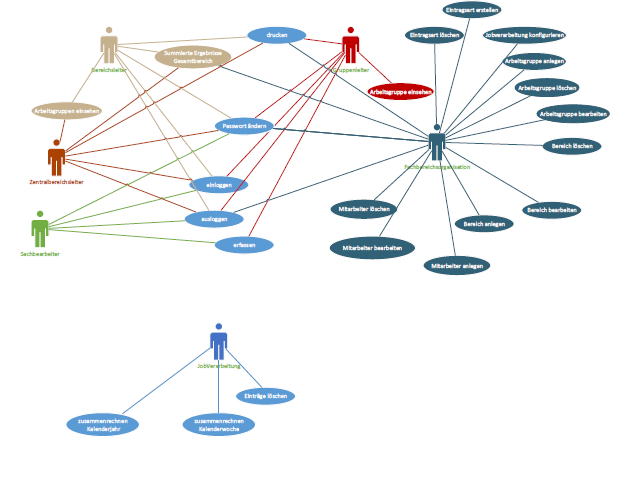 Eintragsart erstellen
drucken
Eintragsart löschen
Jobverarbeitung konfigurieren
Summierte Ergebnisse
Gesamtbereich
Arbeitsgruppe anlegen
Bereichsleiter
Gruppenleiter
Arbeitsgruppe löschen
Arbeitsgruppe einsehen
Arbeitsgruppen einsehen
Arbeitsgruppe bearbeiten
Passwort ändern
Bereich löschen
Fachbereichsorganisation
Zentralbereichsleiter
einloggen
Mitarbeiter löschen
Bereich bearbeiten
ausloggen
Bereich anlegen
erfassen
Mitarbeiter bearbeiten
Sachbearbeiter
Mitarbeiter anlegen
JobVerarbeitung
Einträge löschen
zusammenrechnen
Kalenderjahr
zusammenrechnen
Kalenderwoche